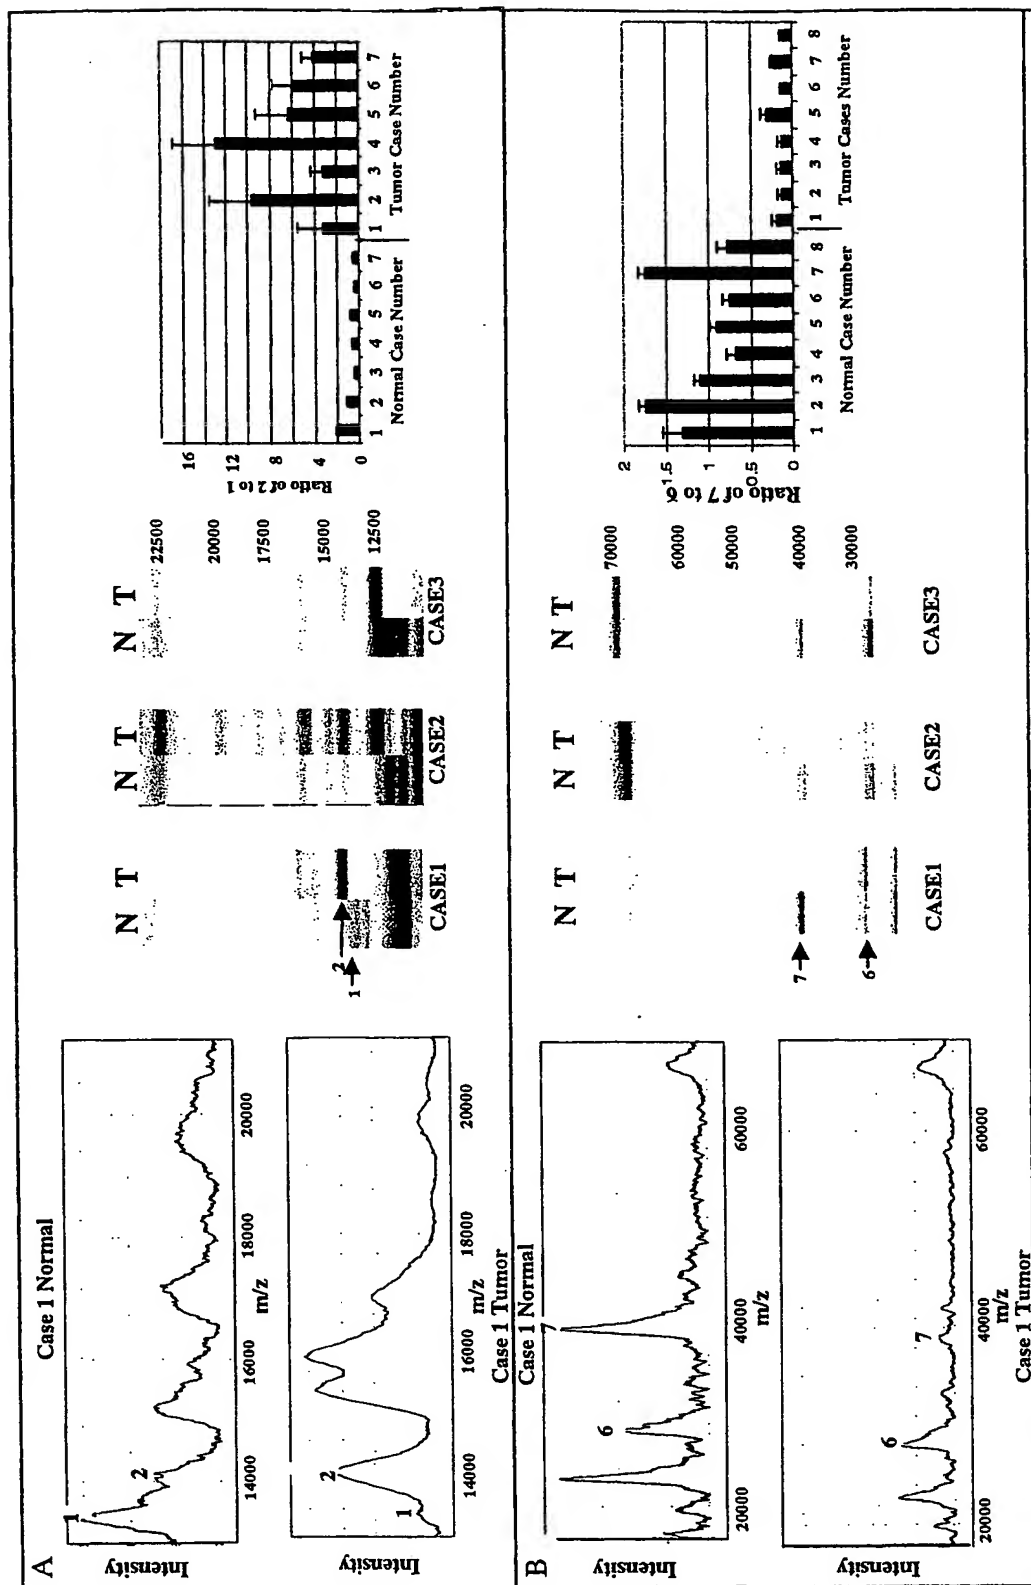 A
Case 1 Normal
Intensity
1
2
14000 16000 18000 20000
m/z
Intensity
1
2
14000 16000 18000 20000
m/z
Case 1 Tumor
N T N T N T
22500
20000
17500
15000
12500
1
2
CASE1 CASE2 CASE3
Ratio of 2 to 1
16
12
8
4
0
1 2 3 4 5 6 7 1 2 3 4 5 6 7
Normal Case Number Tumor Case Number
B
Case 1 Normal
Intensity
6
7
20000 40000 60000
m/z
Intensity
6
7
20000 40000 60000
m/z
Case 1 Tumor
N T N T N T
70000
60000
50000
40000
30000
7
6
CASE1 CASE2 CASE3
Ratio of 7 to 6
2
1.5
1
0.5
0
1 2 3 4 5 6 7 8 1 2 3 4 5 6 7 8
Normal Case Number Tumor Cases Number